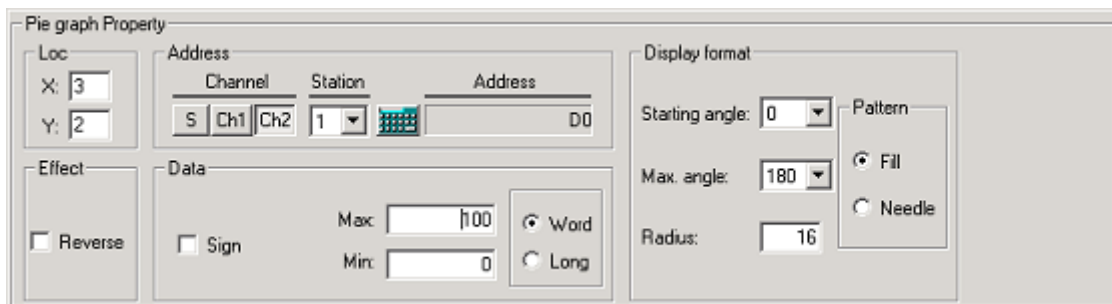 Pie graph Property
Loc
X: 3
Y: 2
Address
Channel Station Address
S Ch1 Ch2 1 D0
Effect
Reverse
Data
Sign
Max: 100
Min: 0
Word
Long
Display format
Starting angle: 0
Max. angle: 180
Radius: 16
Pattern
Fill
Needle